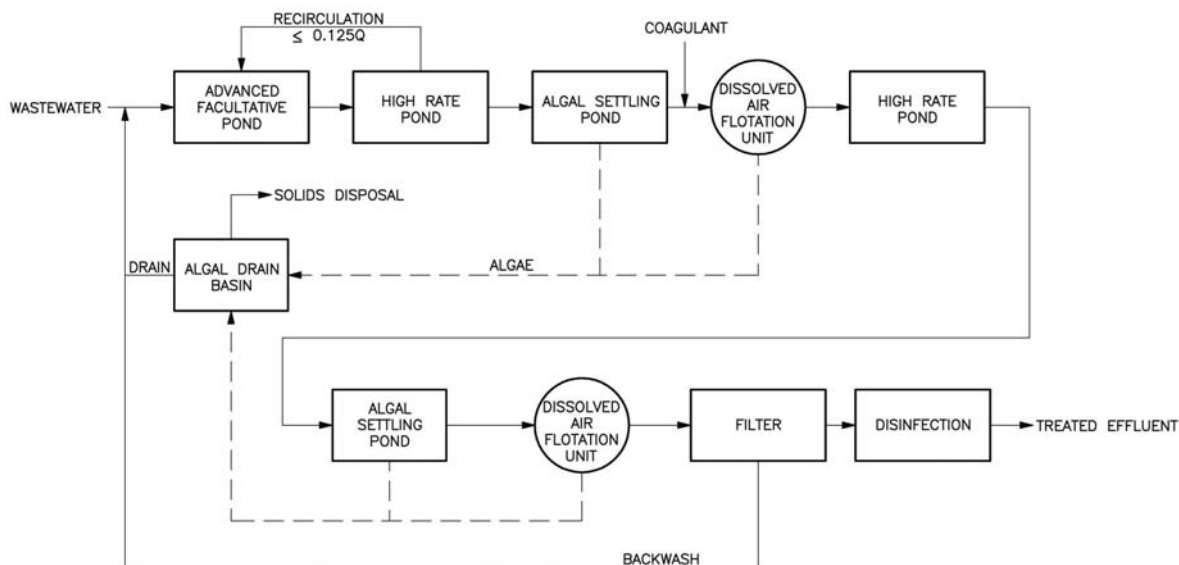 RECIRCULATION
≤ 0.125Q
COAGULANT
WASTEWATER
ADVANCED
FACULTATIVE
POND
HIGH RATE
POND
ALGAL SETTLING
POND
DISSOLVED
AIR
FLOTATION
UNIT
HIGH RATE
POND
SOLIDS DISPOSAL
DRAIN
ALGAL DRAIN
BASIN
ALGAE
ALGAL
SETTLING
POND
DISSOLVED
AIR
FLOTATION
UNIT
FILTER
DISINFECTION
TREATED EFFLUENT
BACKWASH